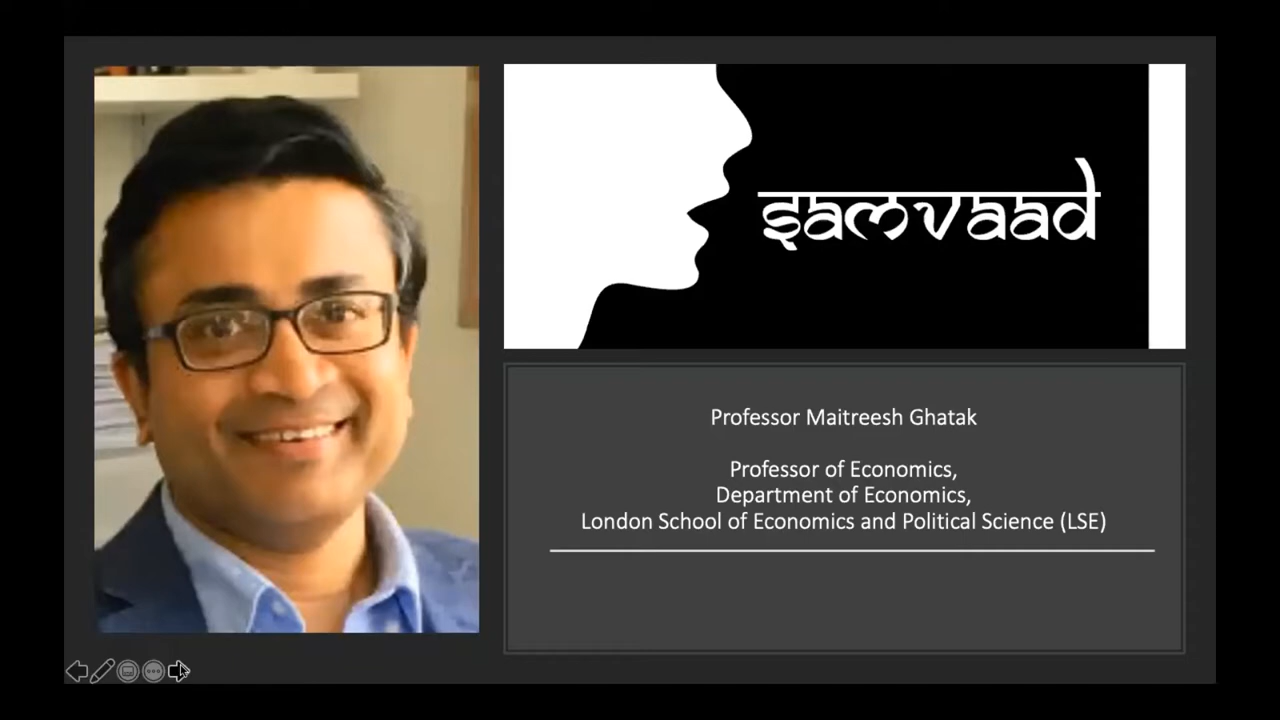 samvaad
Professor Maitreesh Ghatak
Professor of Economics,
Department of Economics,
London School of Economics and Political Science (LSE)